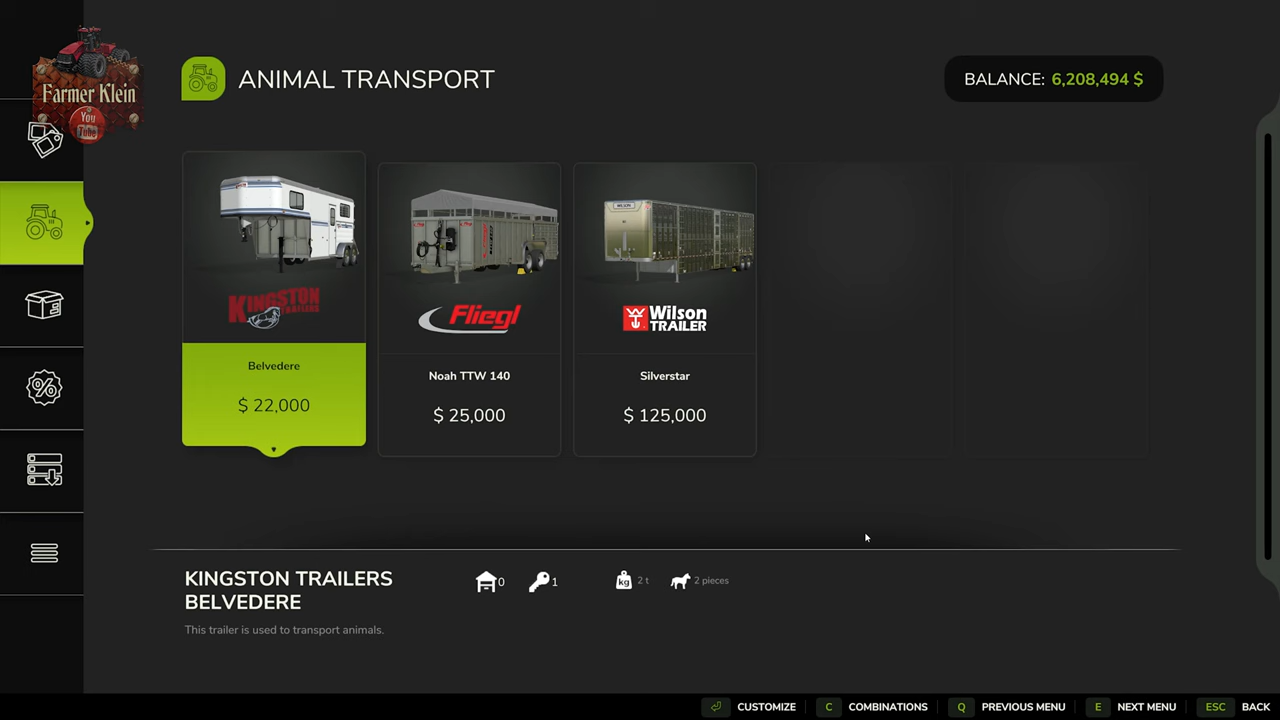 Farmer Klein
You
Tube
ANIMAL TRANSPORT
BALANCE: 6,208,494 $
KINGSTON
TRAILERS
Fliegl
Wilson
TRAILER
WILSON
Belvedere
$ 22,000
Noah TTW 140
$ 25,000
Silverstar
$ 125,000
KINGSTON TRAILERS
BELVEDERE
0
1
kg 2 t
2 pieces
This trailer is used to transport animals.
CUSTOMIZE
C COMBINATIONS
Q PREVIOUS MENU
E NEXT MENU
ESC BACK